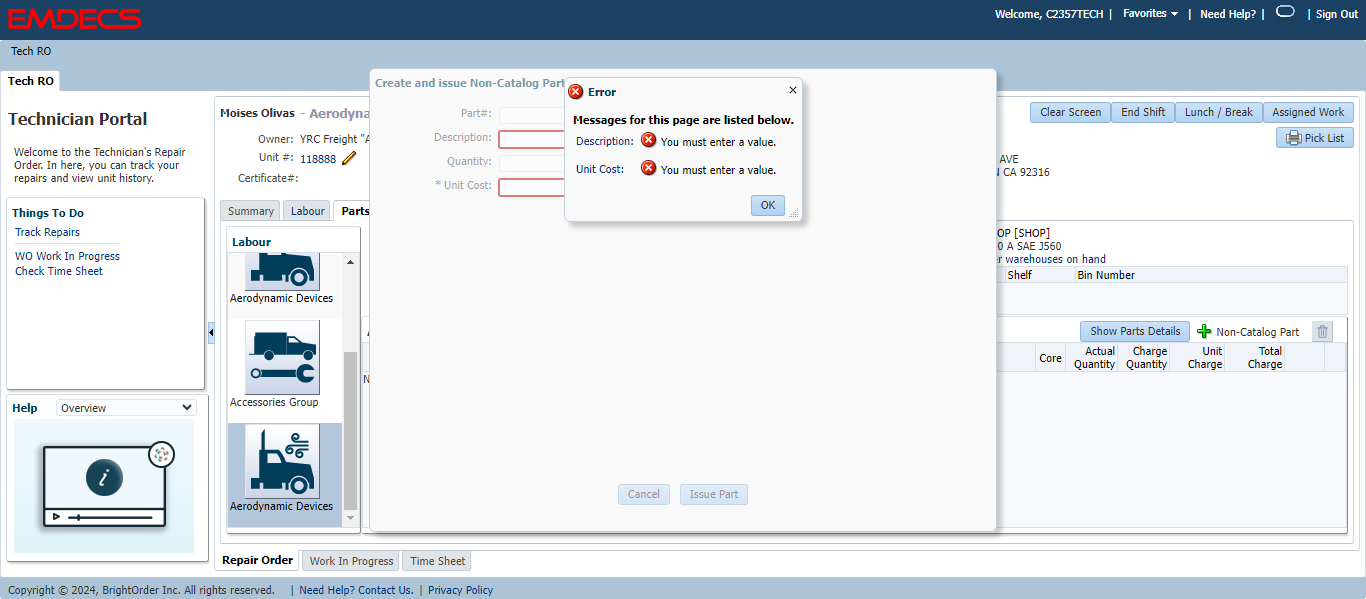 EMDECS
Welcome, C2357TECH | Favorites | Need Help? | | Sign Out
Tech RO
Tech RO
Technician Portal
Welcome to the Technician's Repair
Order. In here, you can track your
repairs and view unit history.
Things To Do
Track Repairs
WO Work In Progress
Check Time Sheet
Help Overview
i
Moises Olivas - Aerodyna
Owner: YRC Freight "A
Unit #: 118888
Certificate#:
Clear Screen End Shift Lunch / Break Assigned Work
Pick List
AVE
CA 92316
Summary Labour Parts
Labour
Aerodynamic Devices
Accessories Group
Aerodynamic Devices
Create and issue Non-Catalog Part
Part#:
Description:
Quantity:
* Unit Cost:
Cancel Issue Part
Error
Messages for this page are listed below.
Description: You must enter a value.
Unit Cost: You must enter a value.
OK
OP [SHOP]
0 A SAE J560
r warehouses on hand
Shelf Bin Number
Show Parts Details Non-Catalog Part
Core Actual Quantity Charge Quantity Unit Charge Total Charge
Repair Order Work In Progress Time Sheet
Copyright © 2024, BrightOrder Inc. All rights reserved. | Need Help? Contact Us. | Privacy Policy